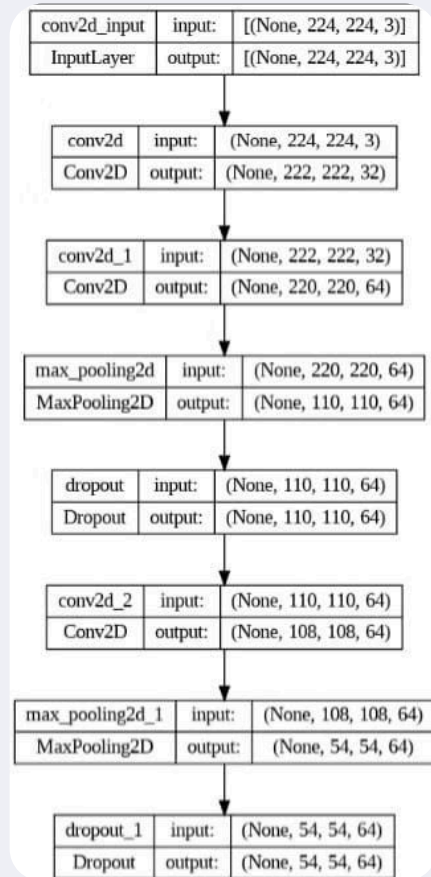 conv2d_input input: [(None, 224, 224, 3)]
InputLayer output: [(None, 224, 224, 3)]
conv2d input: (None, 224, 224, 3)
Conv2D output: (None, 222, 222, 32)
conv2d_1 input: (None, 222, 222, 32)
Conv2D output: (None, 220, 220, 64)
max_pooling2d input: (None, 220, 220, 64)
MaxPooling2D output: (None, 110, 110, 64)
dropout input: (None, 110, 110, 64)
Dropout output: (None, 110, 110, 64)
conv2d_2 input: (None, 110, 110, 64)
Conv2D output: (None, 108, 108, 64)
max_pooling2d_1 input: (None, 108, 108, 64)
MaxPooling2D output: (None, 54, 54, 64)
dropout_1 input: (None, 54, 54, 64)
Dropout output: (None, 54, 54, 64)